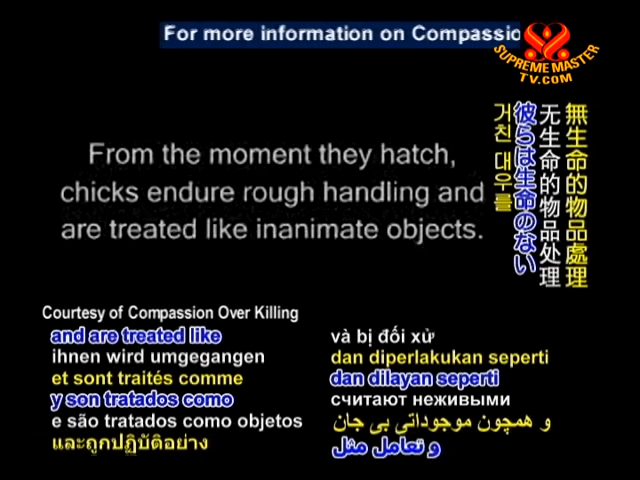 For more information on Compassio
SUPREME MASTER
TV.COM
無生命的物品處理
无生命的物品处理
彼らは生命のない
거친 대우를
From the moment they hatch,
chicks endure rough handling and
are treated like inanimate objects.
Courtesy of Compassion Over Killing
and are treated like
ihnen wird umgegangen
et sont traités comme
y son tratados como
e são tratados como objetos
และถูกปฏิบัติอย่าง
và bị đối xử
dan diperlakukan seperti
dan dilayan seperti
считают неживыми
و همچون موجوداتی بی جان
و تعامل مثل